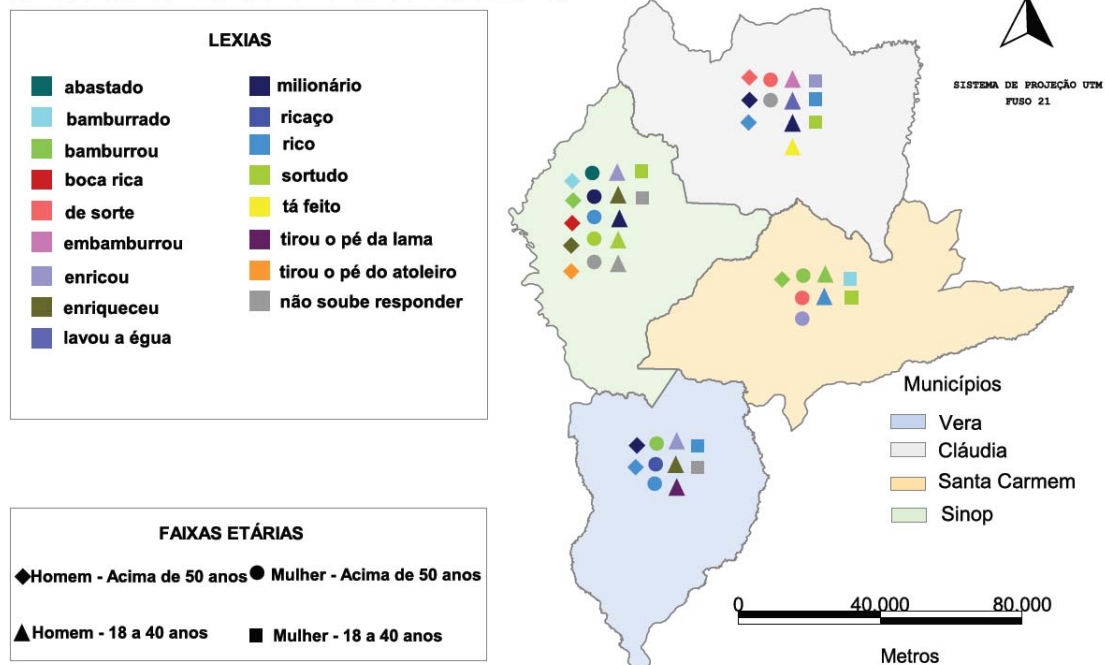 LEXIAS
abastado
bamburrado
bamburrou
boca rica
de sorte
embamburrou
enricou
enriqueceu
lavou a égua
milionário
ricaço
rico
sortudo
tá feito
tirou o pé da lama
tirou o pé do atoleiro
não soube responder
FAIXAS ETÁRIAS
Homem - Acima de 50 anos
Mulher - Acima de 50 anos
Homem - 18 a 40 anos
Mulher - 18 a 40 anos
SISTEMA DE PROJEÇÃO UTM
FUSO 21
Municípios
Vera
Cláudia
Santa Carmem
Sinop
0 40.000 80.000
Metros